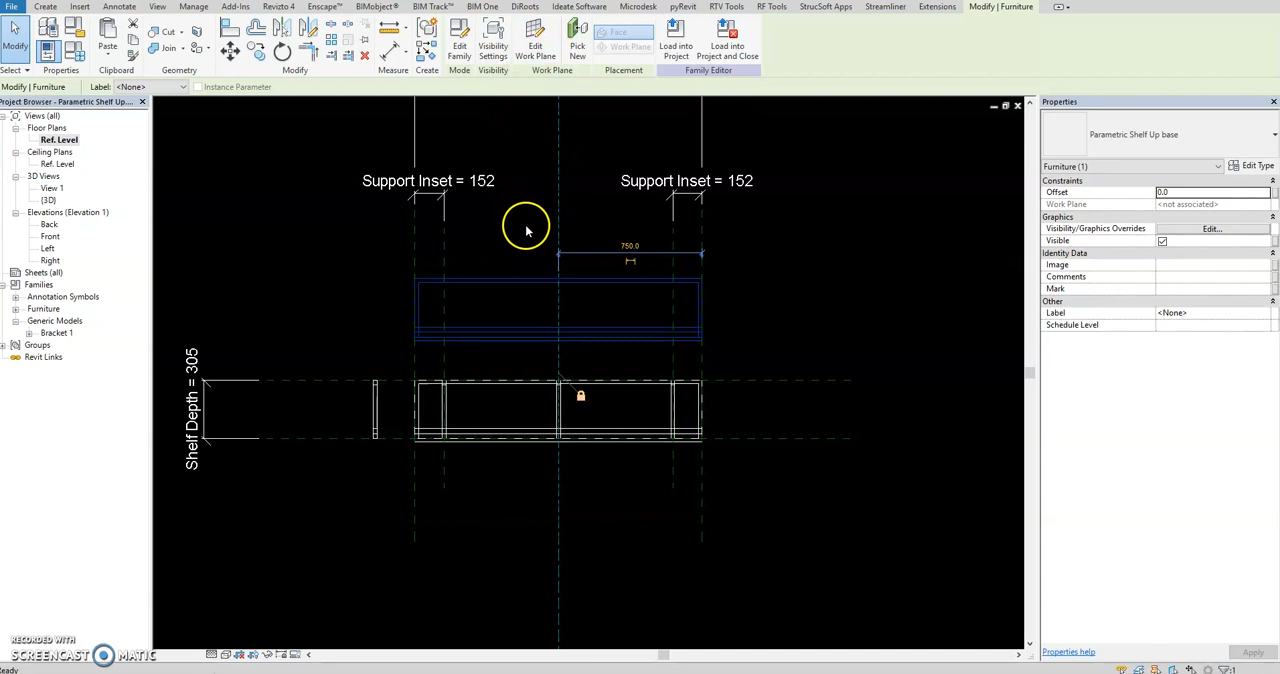 File Create Insert Annotate View Manage Add-Ins Revizto 4 Enscape™ BIMobject® BIM Track™ BIM One DiRoots Ideate Software Microdesk pyRevit RTV Tools RF Tools StrucSoft Apps Streamliner Extensions Modify | Furniture
Modify
Paste
Cut
Join
Edit Family
Visibility Settings
Edit Work Plane
Pick New
Face
Work Plane
Load into Project
Load into Project and Close
Select Properties Clipboard Geometry Modify Measure Create Mode Visibility Work Plane Placement Family Editor
Modify | Furniture Label: <None> Instance Parameter
Project Browser - Parametric Shelf Up...
Views (all)
Floor Plans
Ref. Level
Ceiling Plans
Ref. Level
3D Views
View 1
{3D}
Elevations (Elevation 1)
Back
Front
Left
Right
Sheets (all)
Families
Annotation Symbols
Furniture
Generic Models
Bracket 1
Groups
Revit Links
Support Inset = 152
Support Inset = 152
750.0
Shelf Depth = 305
Properties
Parametric Shelf Up base
Furniture (1) Edit Type
Constraints
Offset 0.0
Work Plane <not associated>
Graphics
Visibility/Graphics Overrides Edit...
Visible
Identity Data
Image
Comments
Mark
Other
Label <None>
Schedule Level
Properties help Apply
RECORDED WITH
SCREENCAST MATIC
Ready
:1